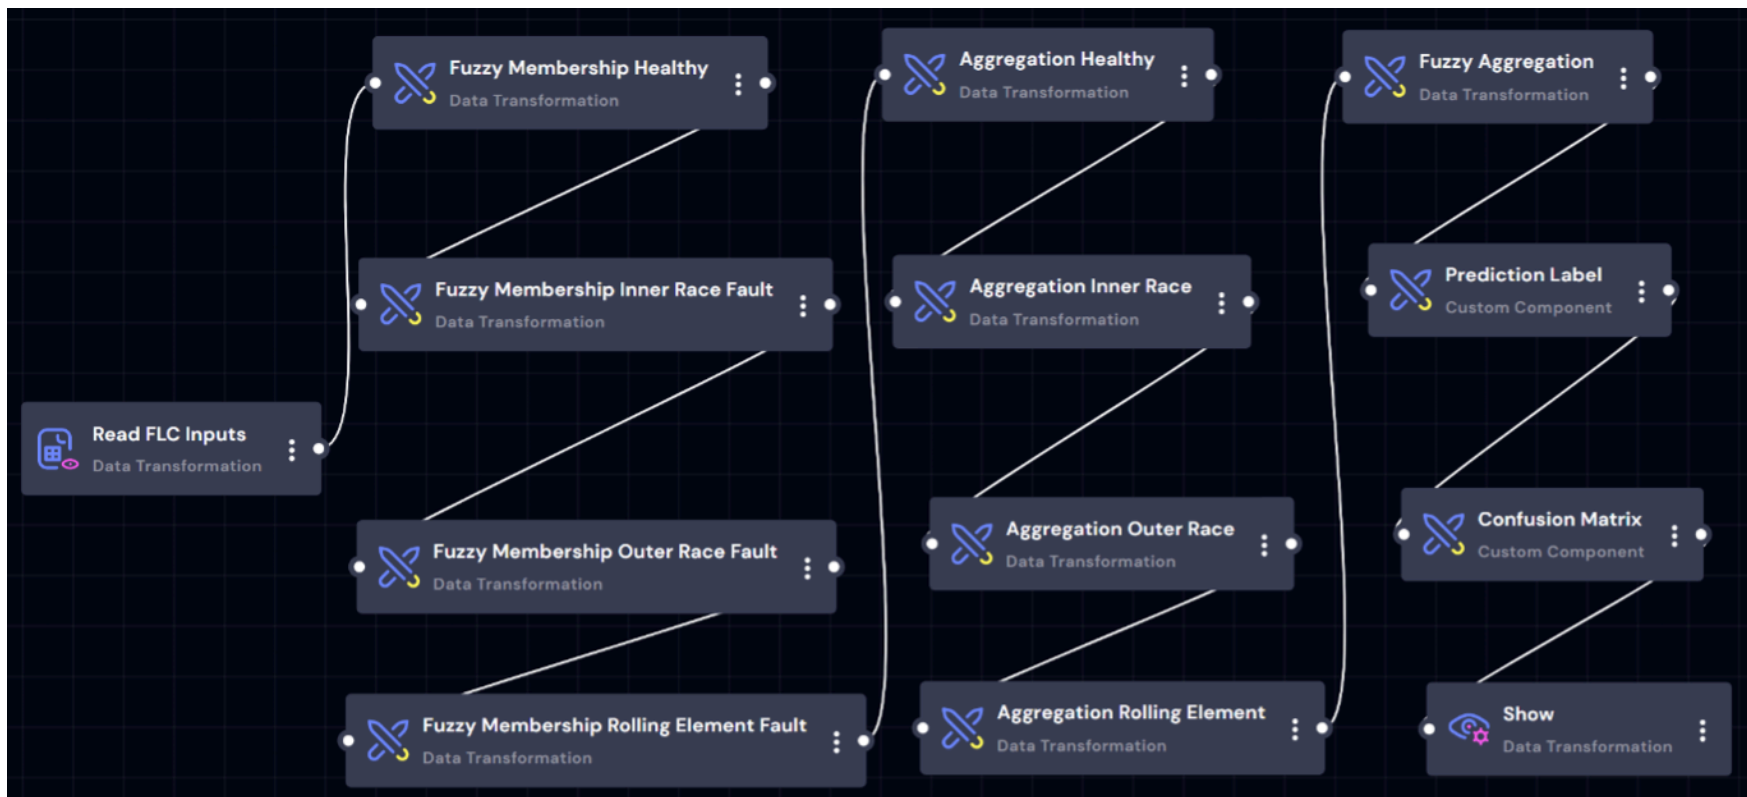 Read FLC Inputs
Data Transformation
Fuzzy Membership Healthy
Data Transformation
Fuzzy Membership Inner Race Fault
Data Transformation
Fuzzy Membership Outer Race Fault
Data Transformation
Fuzzy Membership Rolling Element Fault
Data Transformation
Aggregation Healthy
Data Transformation
Aggregation Inner Race
Data Transformation
Aggregation Outer Race
Data Transformation
Aggregation Rolling Element
Data Transformation
Fuzzy Aggregation
Data Transformation
Prediction Label
Custom Component
Confusion Matrix
Custom Component
Show
Data Transformation